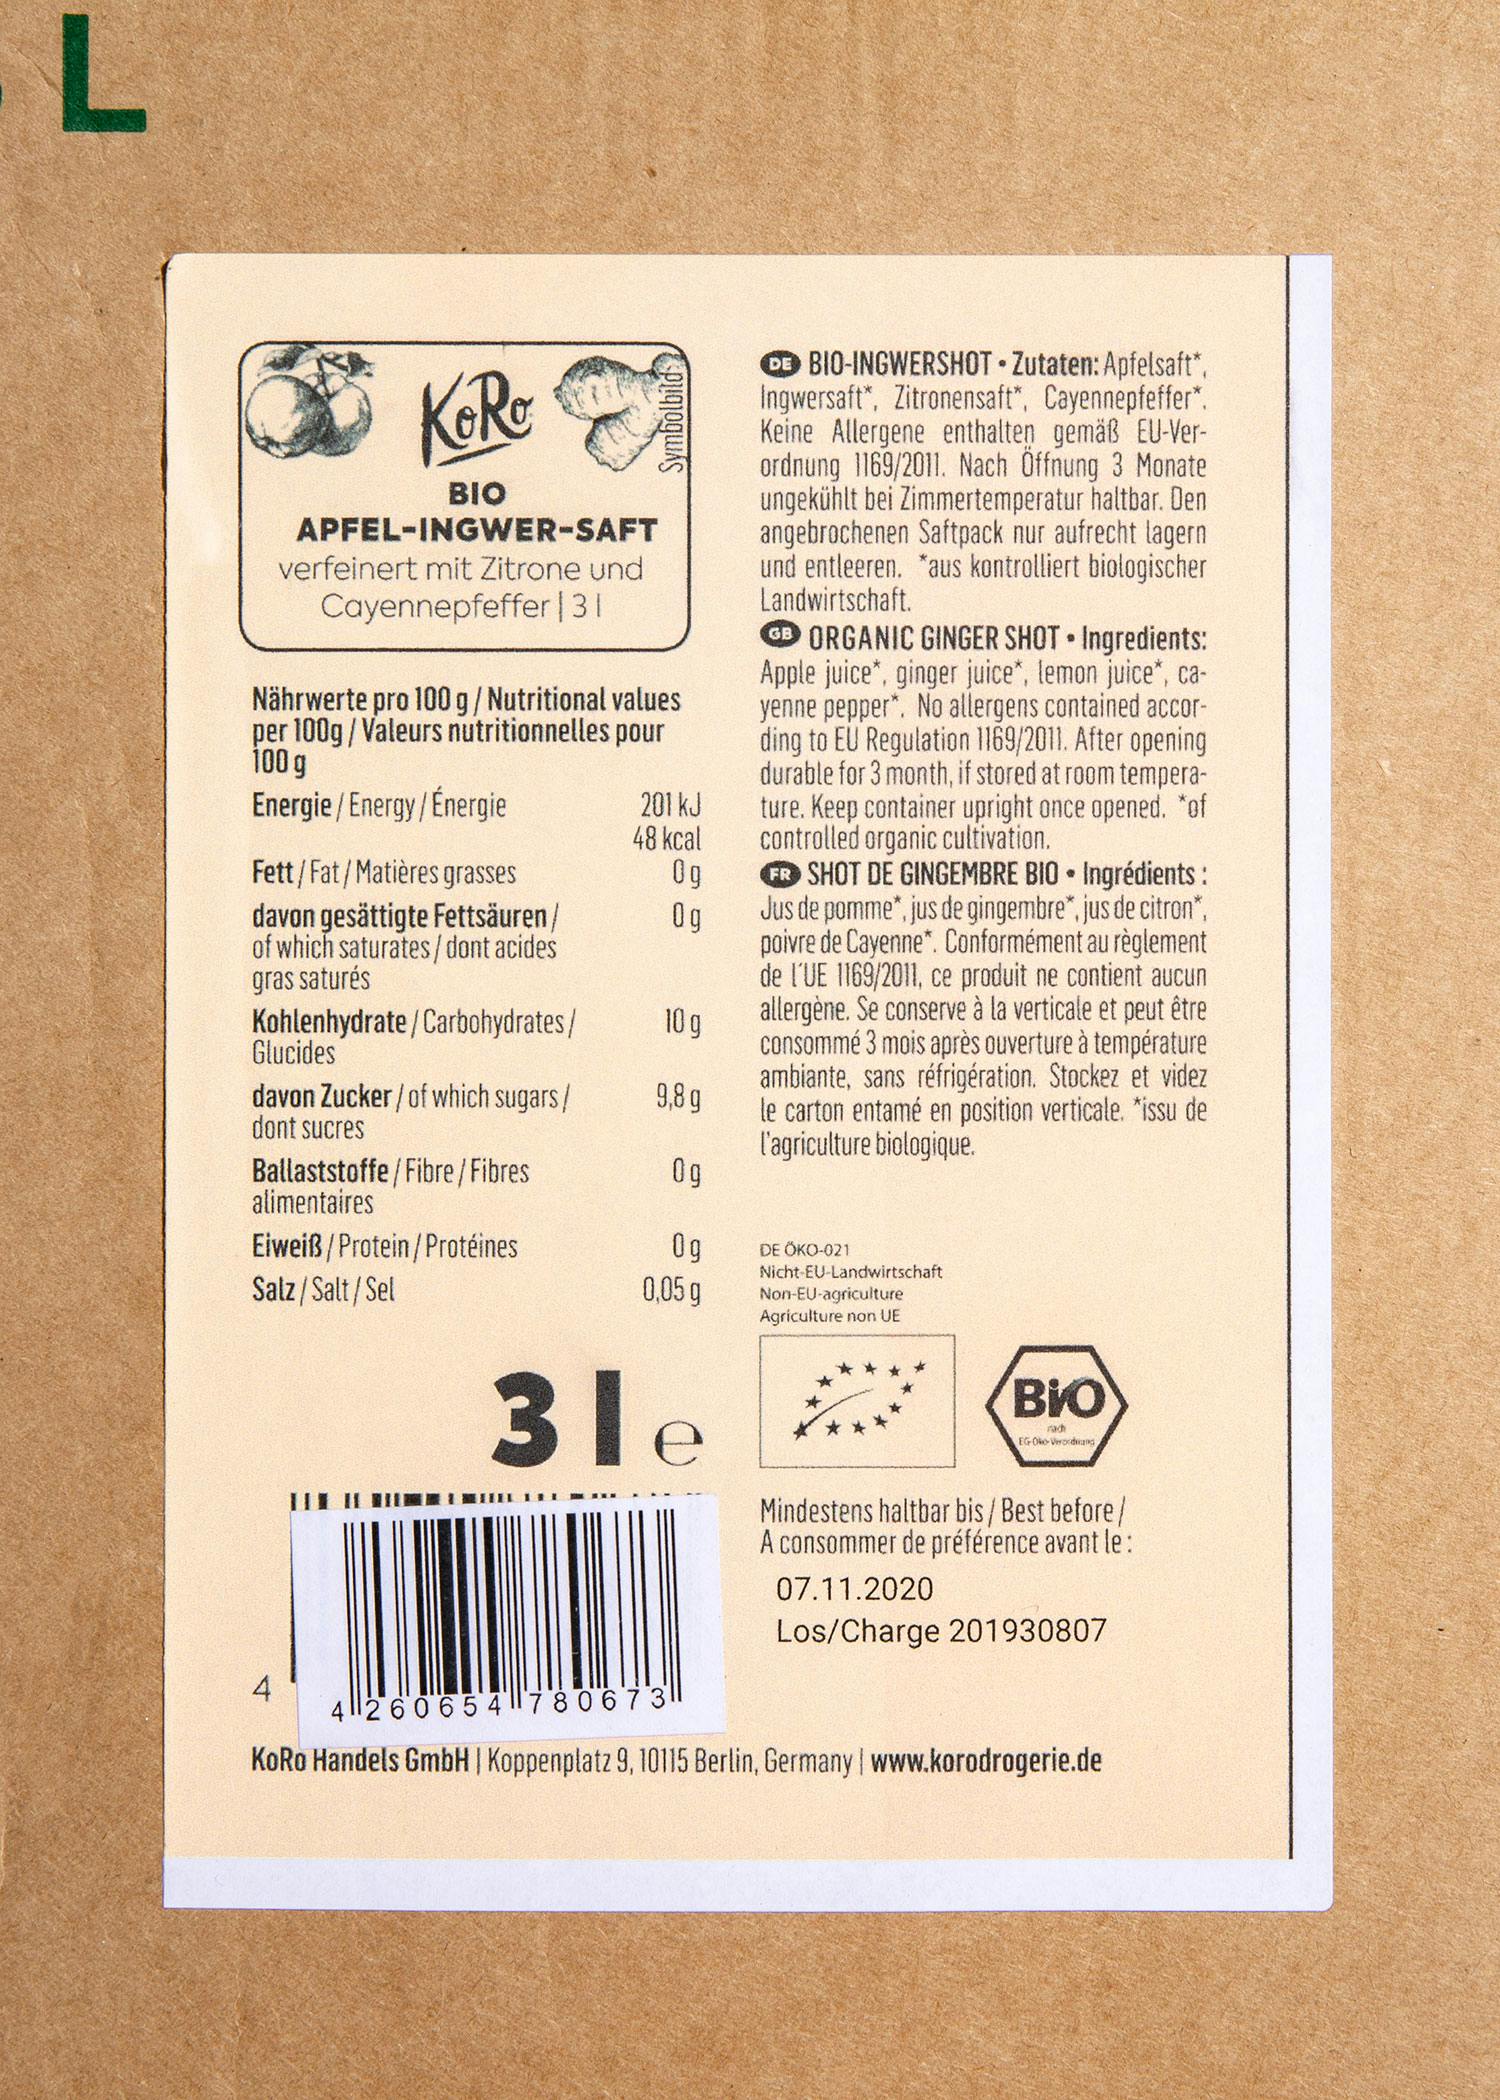 L
KoRo
Symbolbild
BIO
APFEL-INGWER-SAFT
verfeinert mit Zitrone und
Cayennepfeffer | 3 l
Nährwerte pro 100 g / Nutritional values
per 100g / Valeurs nutritionnelles pour
100 g
Energie / Energy / Énergie 201 kJ
48 kcal
Fett / Fat / Matières grasses 0 g
davon gesättigte Fettsäuren / 0 g
of which saturates / dont acides
gras saturés
Kohlenhydrate / Carbohydrates / 10 g
Glucides
davon Zucker / of which sugars / 9,8 g
dont sucres
Ballaststoffe / Fibre / Fibres 0 g
alimentaires
Eiweiß / Protein / Protéines 0 g
Salz / Salt / Sel 0,05 g
3 l e
4
4 260654 780673
DE BIO-INGWERSHOT • Zutaten: Apfelsaft*,
Ingwersaft*, Zitronensaft*, Cayennepfeffer*.
Keine Allergene enthalten gemäß EU-Ver-
ordnung 1169/2011. Nach Öffnung 3 Monate
ungekühlt bei Zimmertemperatur haltbar. Den
angebrochenen Saftpack nur aufrecht lagern
und entleeren. *aus kontrolliert biologischer
Landwirtschaft.
GB ORGANIC GINGER SHOT • Ingredients:
Apple juice*, ginger juice*, lemon juice*, ca-
yenne pepper*. No allergens contained accor-
ding to EU Regulation 1169/2011. After opening
durable for 3 month, if stored at room tempera-
ture. Keep container upright once opened. *of
controlled organic cultivation.
FR SHOT DE GINGEMBRE BIO • Ingrédients :
Jus de pomme*, jus de gingembre*, jus de citron*,
poivre de Cayenne*. Conformément au règlement
de l'UE 1169/2011, ce produit ne contient aucun
allergène. Se conserve à la verticale et peut être
consommé 3 mois après ouverture à température
ambiante, sans réfrigération. Stockez et videz
le carton entamé en position verticale. *issu de
l'agriculture biologique.
DE ÖKO-021
Nicht-EU-Landwirtschaft
Non-EU-agriculture
Agriculture non UE
BIO
nach
EG-Öko-Verordnung
Mindestens haltbar bis / Best before /
A consommer de préférence avant le :
07.11.2020
Los/Charge 201930807
KoRo Handels GmbH | Koppenplatz 9, 10115 Berlin, Germany | www.korodrogerie.de